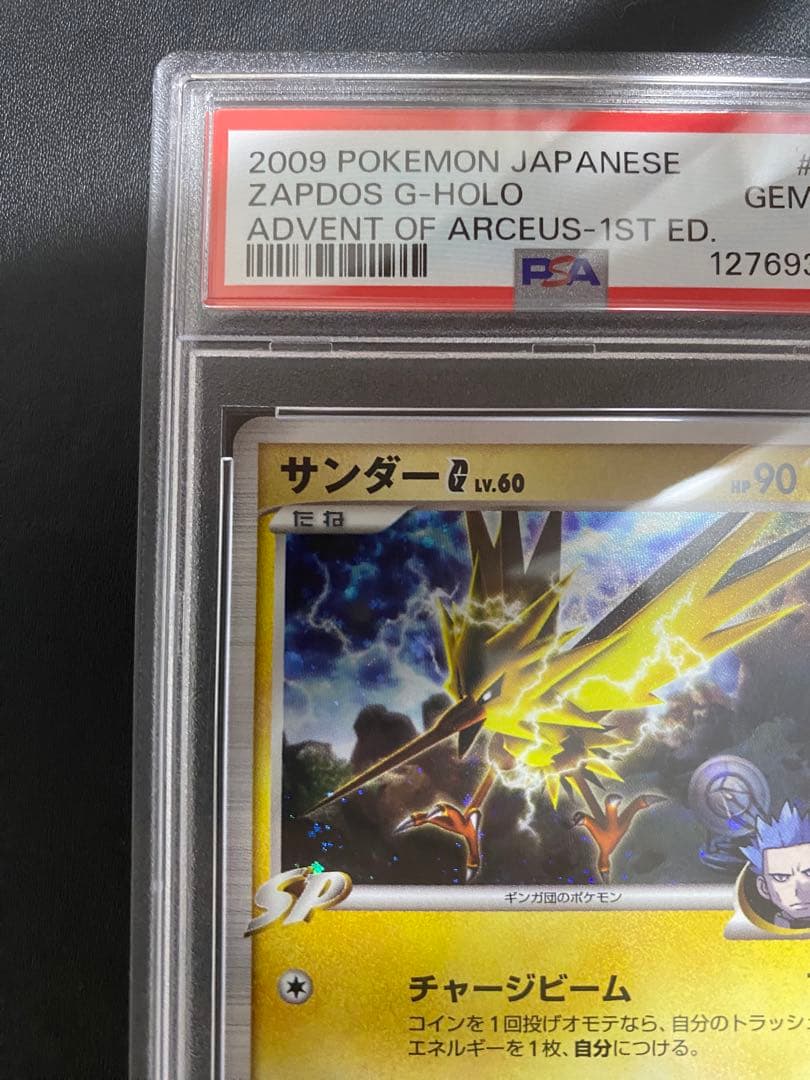 2009 POKEMON JAPANESE #
ZAPDOS G-HOLO GEM
ADVENT OF ARCEUS-1ST ED.
PSA 127693
サンダーG LV.60 HP 90
たね
SP
ギンガ団のポケモン
チャージビーム
コインを1回投げオモテなら、自分のトラッシュ
エネルギーを1枚、自分につける。